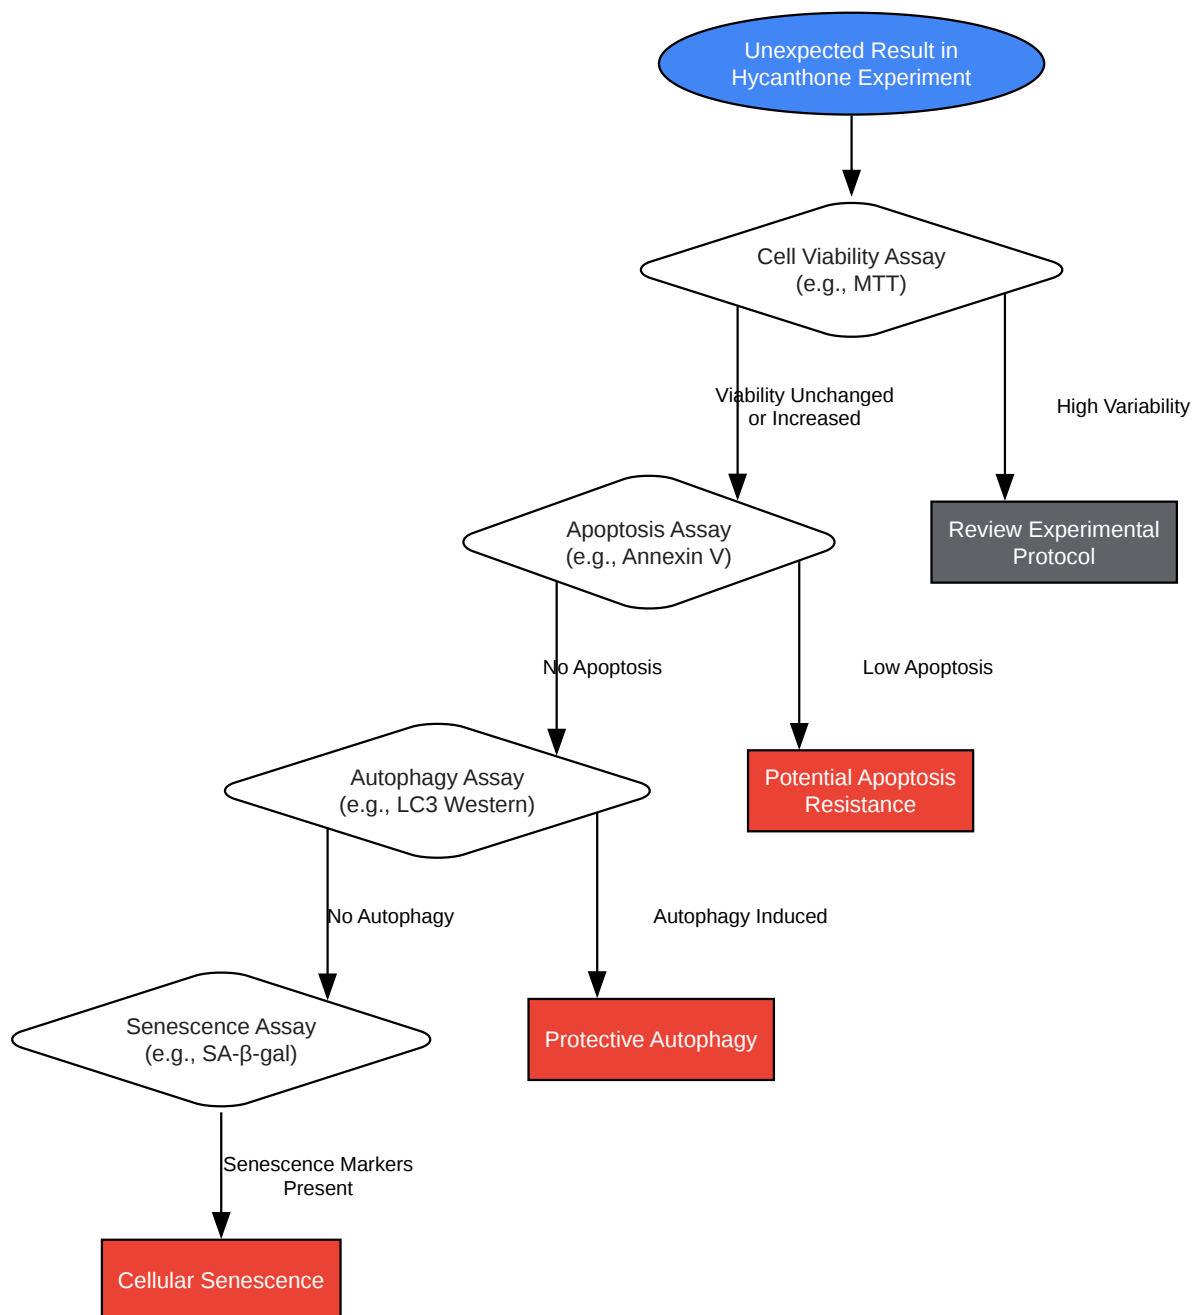 Unexpected Result in
Hycanthone Experiment
Cell Viability Assay
(e.g., MTT)
Viability Unchanged
or Increased
High Variability
Apoptosis Assay
(e.g., Annexin V)
Review Experimental
Protocol
No Apoptosis
Low Apoptosis
Autophagy Assay
(e.g., LC3 Western)
Potential Apoptosis
Resistance
No Autophagy
Autophagy Induced
Senescence Assay
(e.g., SA-β-gal)
Protective Autophagy
Senescence Markers
Present
Cellular Senescence